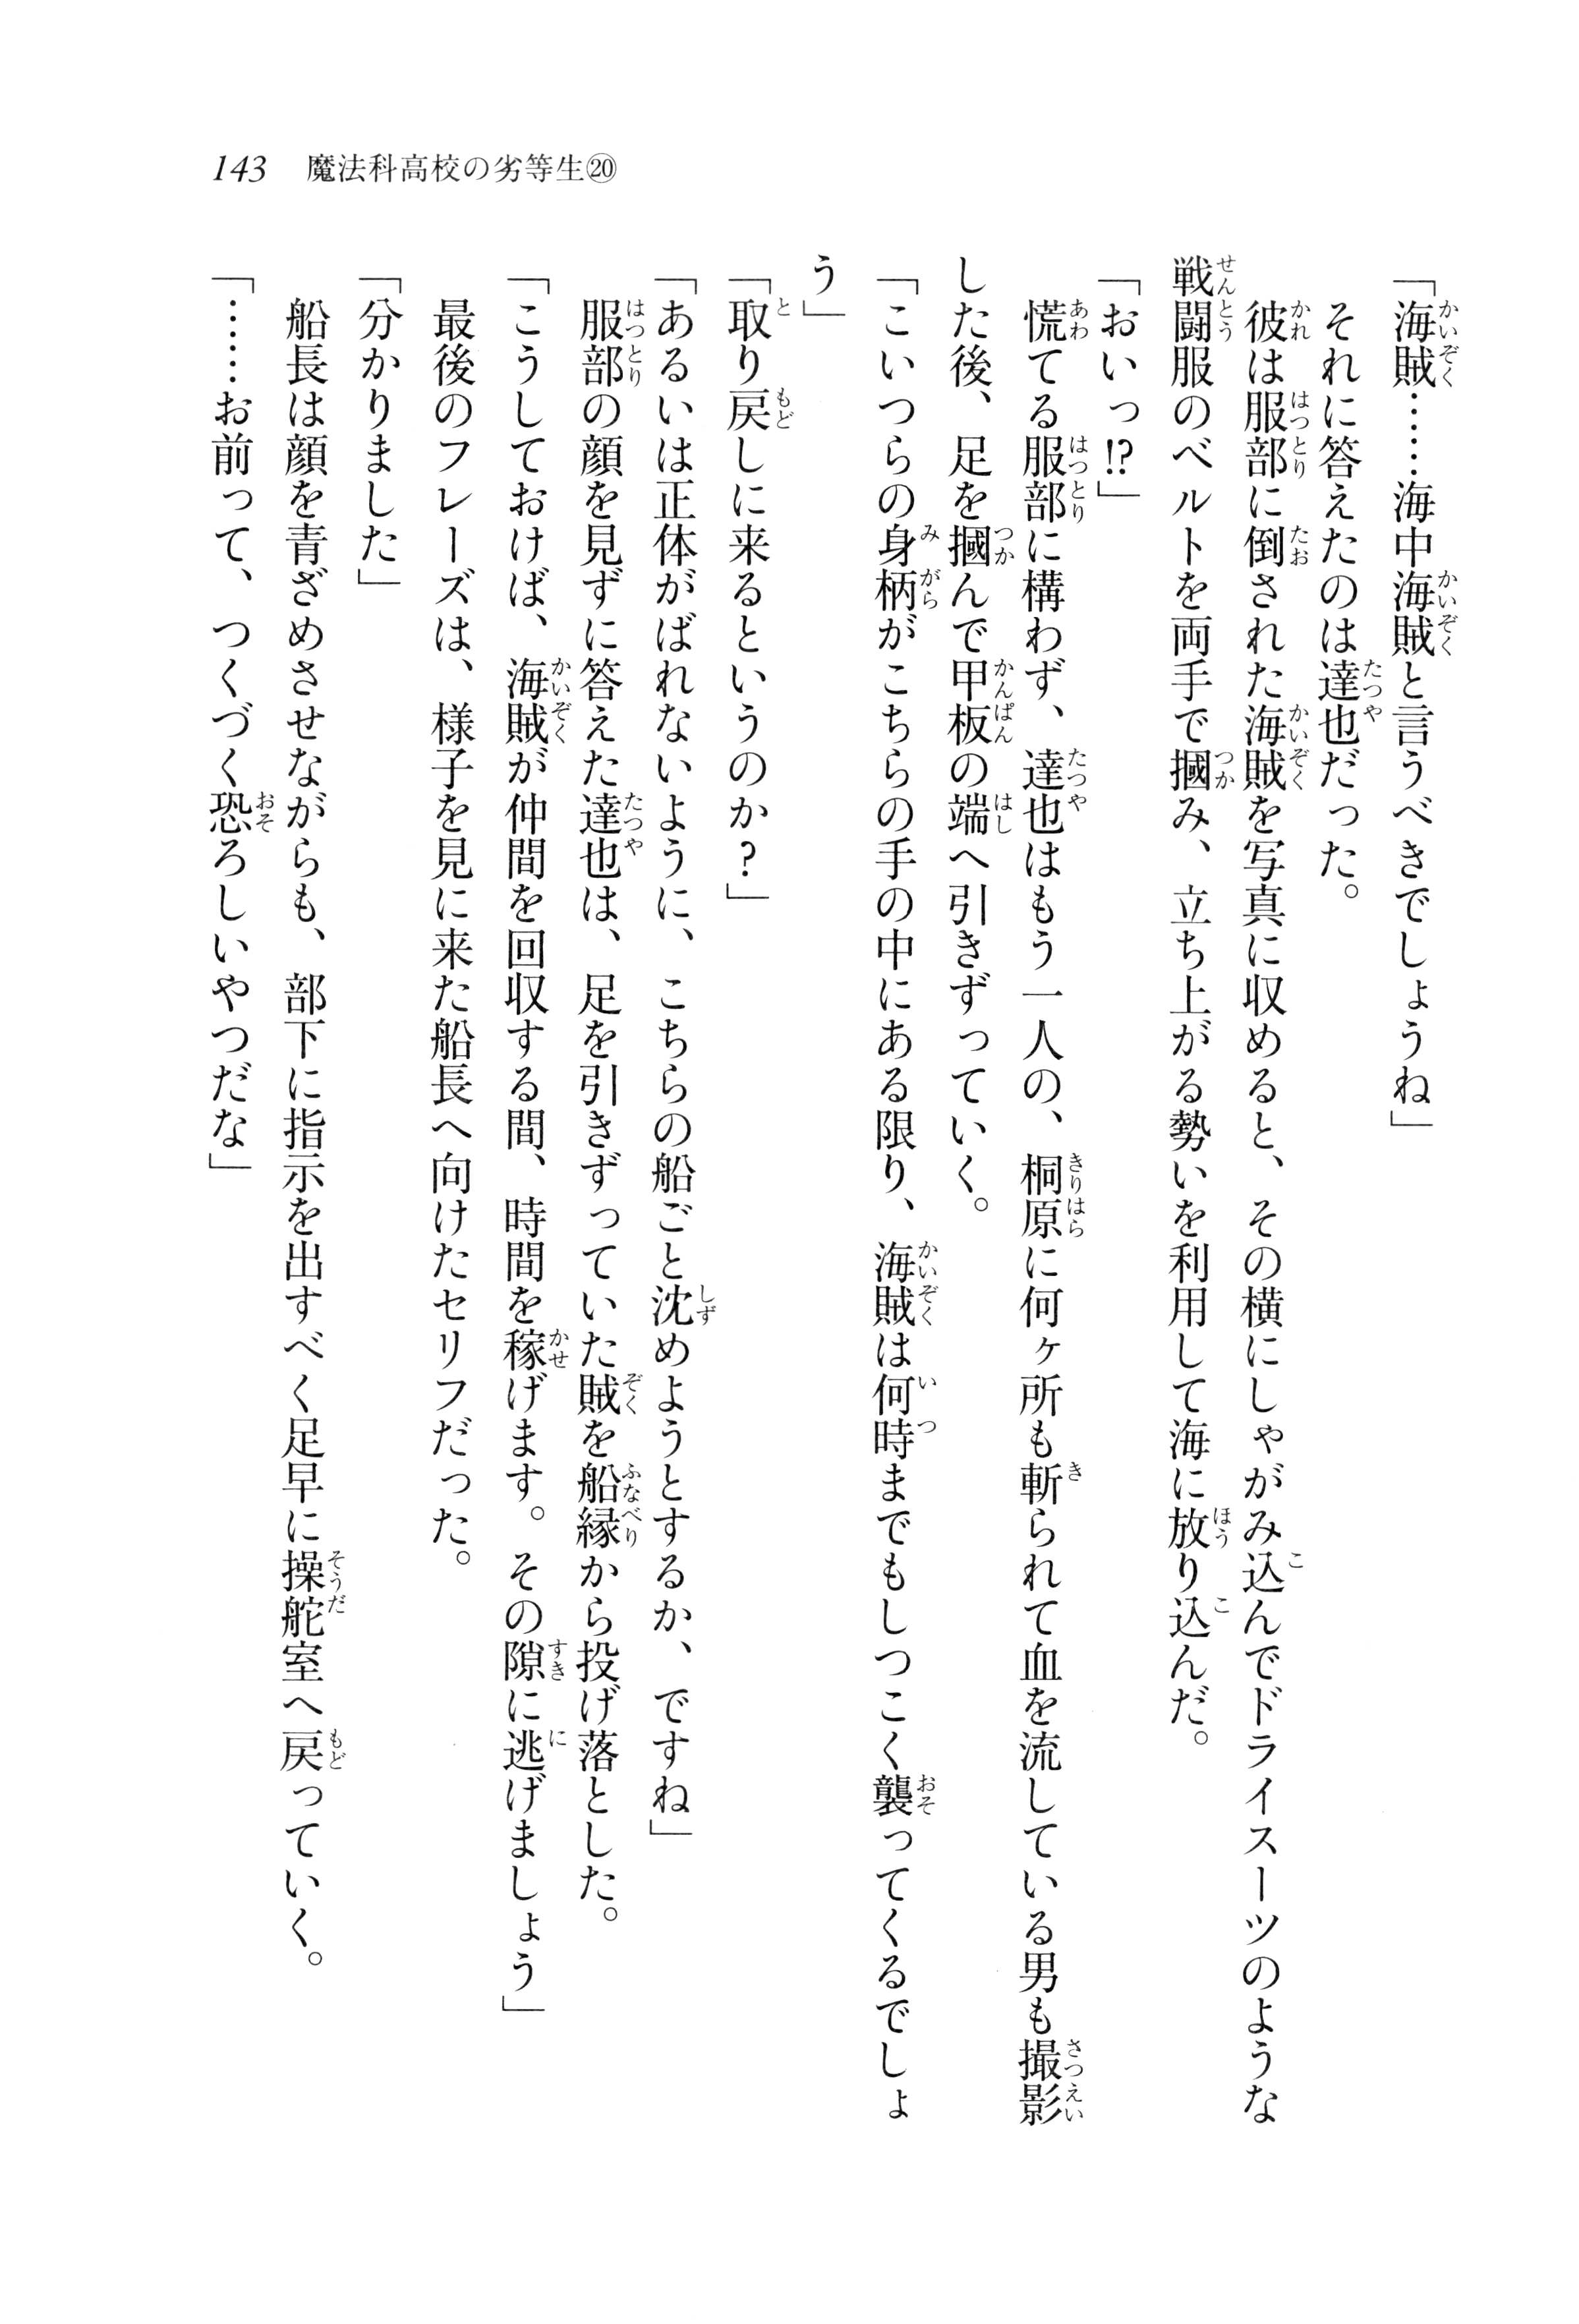 143 魔法科高校の劣等生⑳
「海賊……海中海賊と言うべきでしょうね」
それに答えたのは達也だった。
彼は服部に倒された海賊を写真に収めると、その横にしゃがみ込んでドライスーツのような
戦闘服のベルトを両手で摑み、立ち上がる勢いを利用して海に放り込んだ。
「おいっ!?」
慌てる服部に構わず、達也はもう一人の、桐原に何ヶ所も斬られて血を流している男も撮影
した後、足を摑んで甲板の端へ引きずっていく。
「こいつらの身柄がこちらの手の中にある限り、海賊は何時までもしつこく襲ってくるでしょ
う」
「取り戻しに来るというのか?」
「あるいは正体がばれないように、こちらの船ごと沈めようとするか、ですね」
服部の顔を見ずに答えた達也は、足を引きずっていた賊を船縁から投げ落とした。
「こうしておけば、海賊が仲間を回収する間、時間を稼げます。その隙に逃げましょう」
最後のフレーズは、様子を見に来た船長へ向けたセリフだった。
「分かりました」
船長は顔を青ざめさせながらも、部下に指示を出すべく足早に操舵室へ戻っていく。
「……お前って、つくづく恐ろしいやつだな」